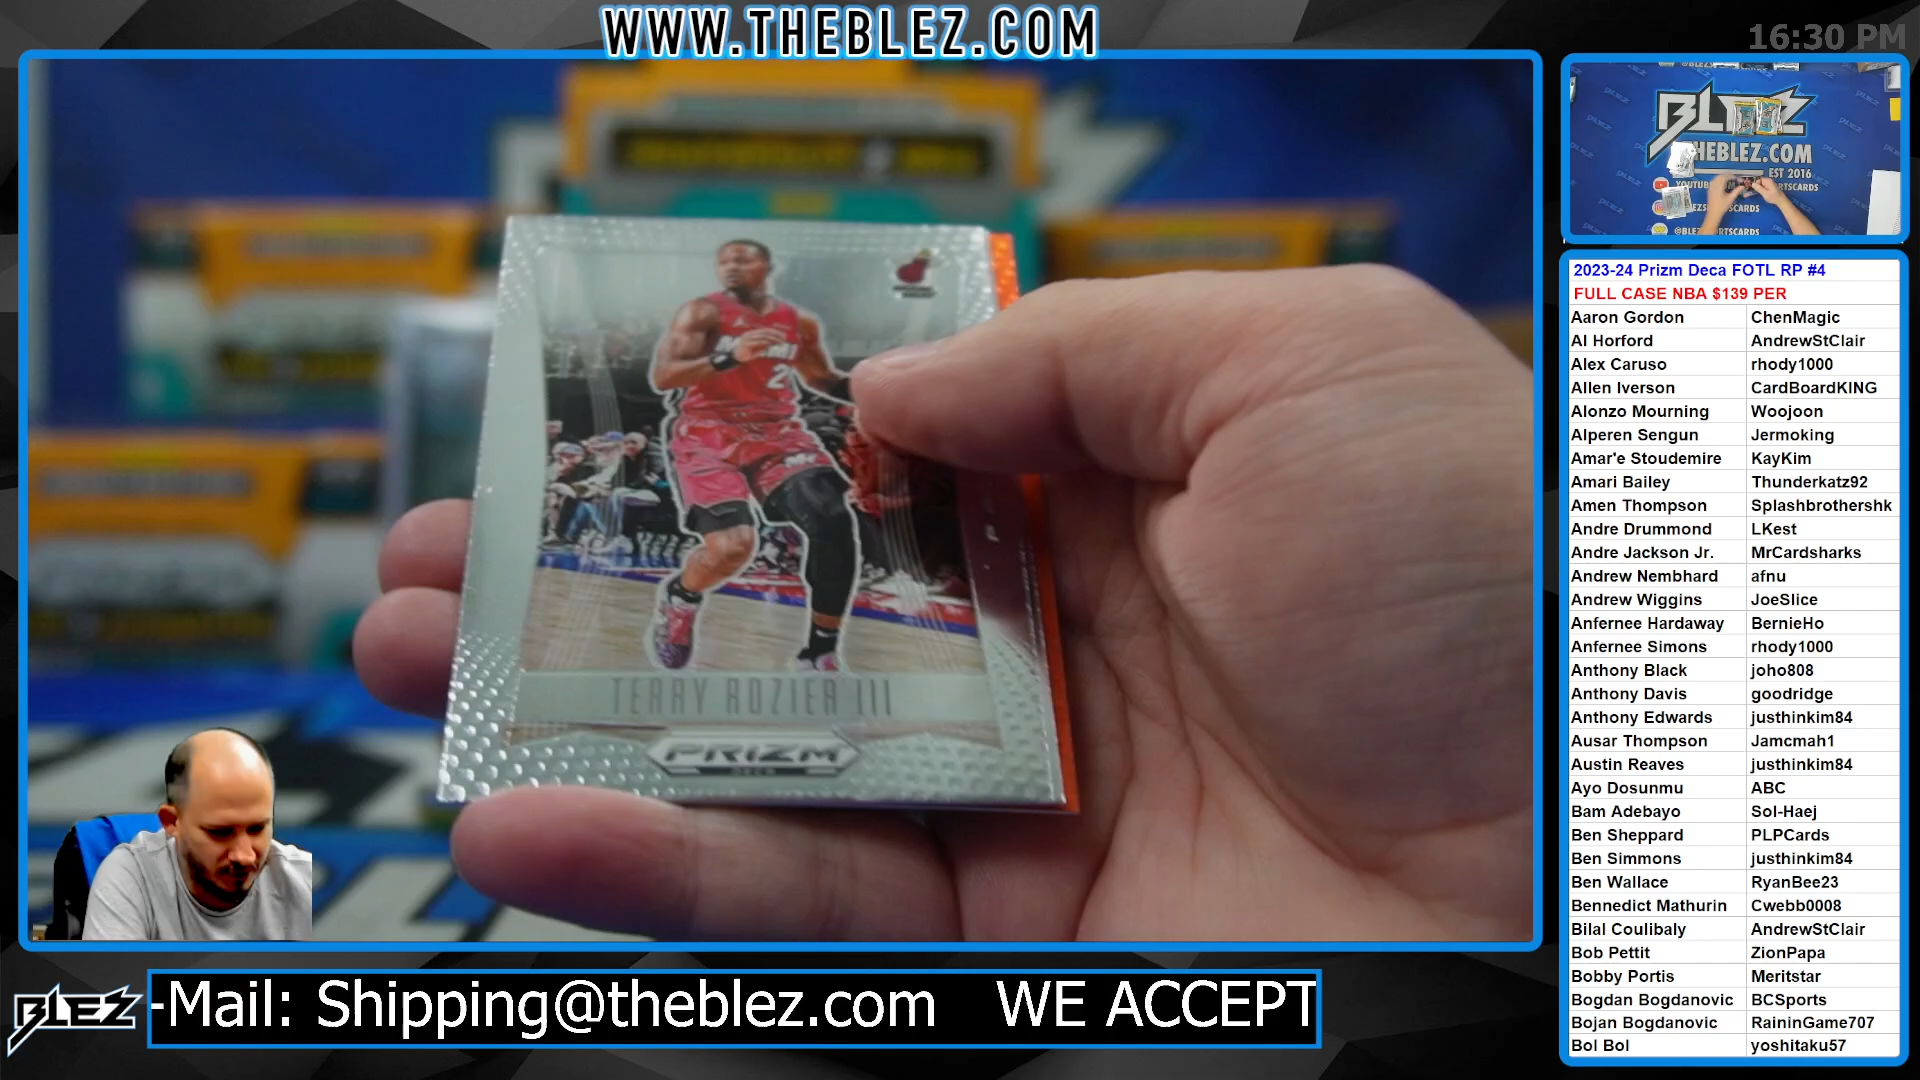 WWW.THEBLEZ.COM
16:30 PM
BLEZ
THEBLEZ.COM
EST 2016
TERRY ROZIER III
PRIZM
DECA
2023-24 Prizm Deca FOTL RP #4
FULL CASE NBA $139 PER
Aaron Gordon ChenMagic
Al Horford AndrewStClair
Alex Caruso rhody1000
Allen Iverson CardBoardKING
Alonzo Mourning Woojoon
Alperen Sengun Jermoking
Amar'e Stoudemire KayKim
Amari Bailey Thunderkatz92
Amen Thompson Splashbrothershk
Andre Drummond LKest
Andre Jackson Jr. MrCardsharks
Andrew Nembhard afnu
Andrew Wiggins JoeSlice
Anfernee Hardaway BernieHo
Anfernee Simons rhody1000
Anthony Black joho808
Anthony Davis goodridge
Anthony Edwards justhinkim84
Ausar Thompson Jamcmah1
Austin Reaves justhinkim84
Ayo Dosunmu ABC
Bam Adebayo Sol-Haej
Ben Sheppard PLPCards
Ben Simmons justhinkim84
Ben Wallace RyanBee23
Bennedict Mathurin Cwebb0008
Bilal Coulibaly AndrewStClair
Bob Pettit ZionPapa
Bobby Portis Meritstar
Bogdan Bogdanovic BCSports
Bojan Bogdanovic RaininGame707
Bol Bol yoshitaku57
BLEZ
-Mail: Shipping@theblez.com WE ACCEPT